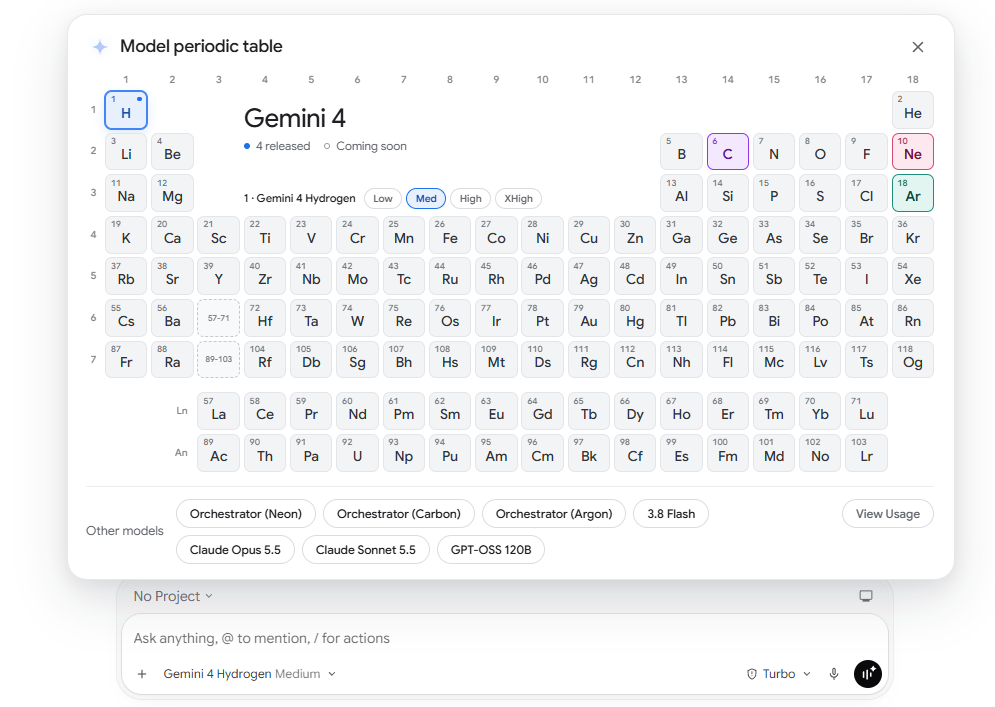 Model periodic table
1 2 3 4 5 6 7 8 9 10 11 12 13 14 15 16 17 18
1 1 H 2 He
Gemini 4
4 released Coming soon
2 3 Li 4 Be 5 B 6 C 7 N 8 O 9 F 10 Ne
3 11 Na 12 Mg 13 Al 14 Si 15 P 16 S 17 Cl 18 Ar
1 · Gemini 4 Hydrogen Low Med High XHigh
4 19 K 20 Ca 21 Sc 22 Ti 23 V 24 Cr 25 Mn 26 Fe 27 Co 28 Ni 29 Cu 30 Zn 31 Ga 32 Ge 33 As 34 Se 35 Br 36 Kr
5 37 Rb 38 Sr 39 Y 40 Zr 41 Nb 42 Mo 43 Tc 44 Ru 45 Rh 46 Pd 47 Ag 48 Cd 49 In 50 Sn 51 Sb 52 Te 53 I 54 Xe
6 55 Cs 56 Ba 57-71 72 Hf 73 Ta 74 W 75 Re 76 Os 77 Ir 78 Pt 79 Au 80 Hg 81 Tl 82 Pb 83 Bi 84 Po 85 At 86 Rn
7 87 Fr 88 Ra 89-103 104 Rf 105 Db 106 Sg 107 Bh 108 Hs 109 Mt 110 Ds 111 Rg 112 Cn 113 Nh 114 Fl 115 Mc 116 Lv 117 Ts 118 Og
Ln 57 La 58 Ce 59 Pr 60 Nd 61 Pm 62 Sm 63 Eu 64 Gd 65 Tb 66 Dy 67 Ho 68 Er 69 Tm 70 Yb 71 Lu
An 89 Ac 90 Th 91 Pa 92 U 93 Np 94 Pu 95 Am 96 Cm 97 Bk 98 Cf 99 Es 100 Fm 101 Md 102 No 103 Lr
Other models
Orchestrator (Neon) Orchestrator (Carbon) Orchestrator (Argon) 3.8 Flash View Usage
Claude Opus 5.5 Claude Sonnet 5.5 GPT-OSS 120B
No Project
Ask anything, @ to mention, / for actions
Gemini 4 Hydrogen Medium Turbo